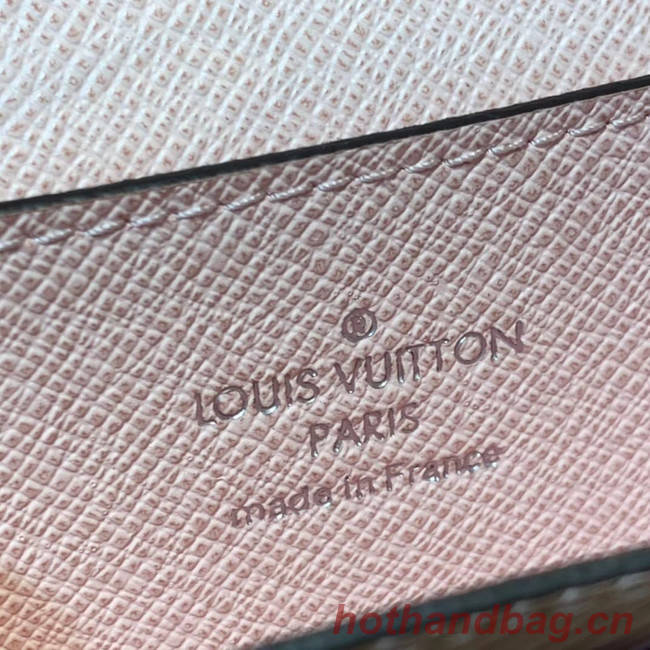 ®
LOUIS VUITTON
PARIS
made in France
hothandbag.cn